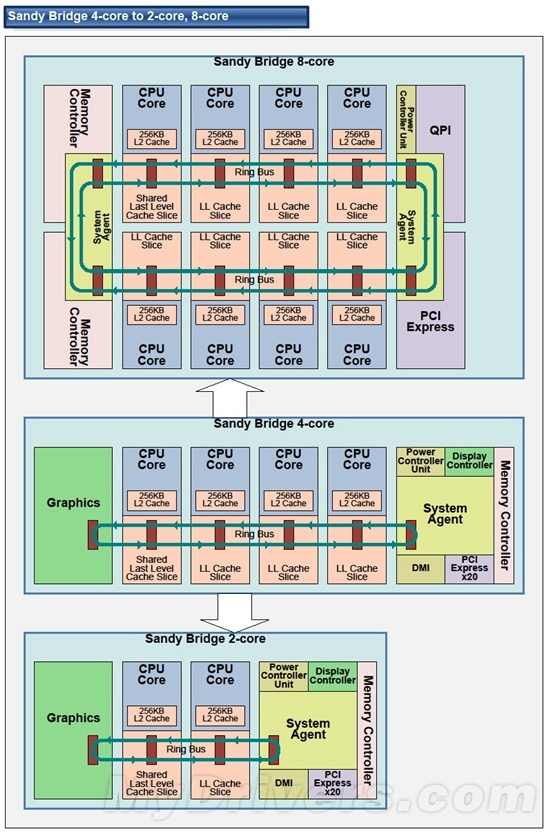 Sandy Bridge 4-core to 2-core, 8-core
Sandy Bridge 8-core
Memory
Controller
CPU
Core
CPU
Core
CPU
Core
CPU
Core
Power
Controller Unit
QPI
256KB
L2 Cache
256KB
L2 Cache
256KB
L2 Cache
256KB
L2 Cache
Ring Bus
System
Agent
Shared
Last Level
Cache Slice
LL Cache
Slice
LL Cache
Slice
LL Cache
Slice
System
Agent
LL Cache
Slice
LL Cache
Slice
LL Cache
Slice
LL Cache
Slice
Ring Bus
Memory
Controller
256KB
L2 Cache
256KB
L2 Cache
256KB
L2 Cache
256KB
L2 Cache
CPU
Core
CPU
Core
CPU
Core
CPU
Core
PCI
Express
Sandy Bridge 4-core
Graphics
CPU
Core
CPU
Core
CPU
Core
CPU
Core
Power
Controller
Unit
Display
Controller
Memory Controller
256KB
L2 Cache
256KB
L2 Cache
256KB
L2 Cache
256KB
L2 Cache
System
Agent
Ring Bus
Shared
Last Level
Cache Slice
LL Cache
Slice
LL Cache
Slice
LL Cache
Slice
DMI
PCI
Express
x20
Sandy Bridge 2-core
Graphics
CPU
Core
CPU
Core
Power
Controller
Unit
Display
Controller
Memory Controller
256KB
L2 Cache
256KB
L2 Cache
System
Agent
Ring Bus
Shared
Last Level
Cache Slice
LL Cache
Slice
DMI
PCI
Express
x20
MyDrivers.com